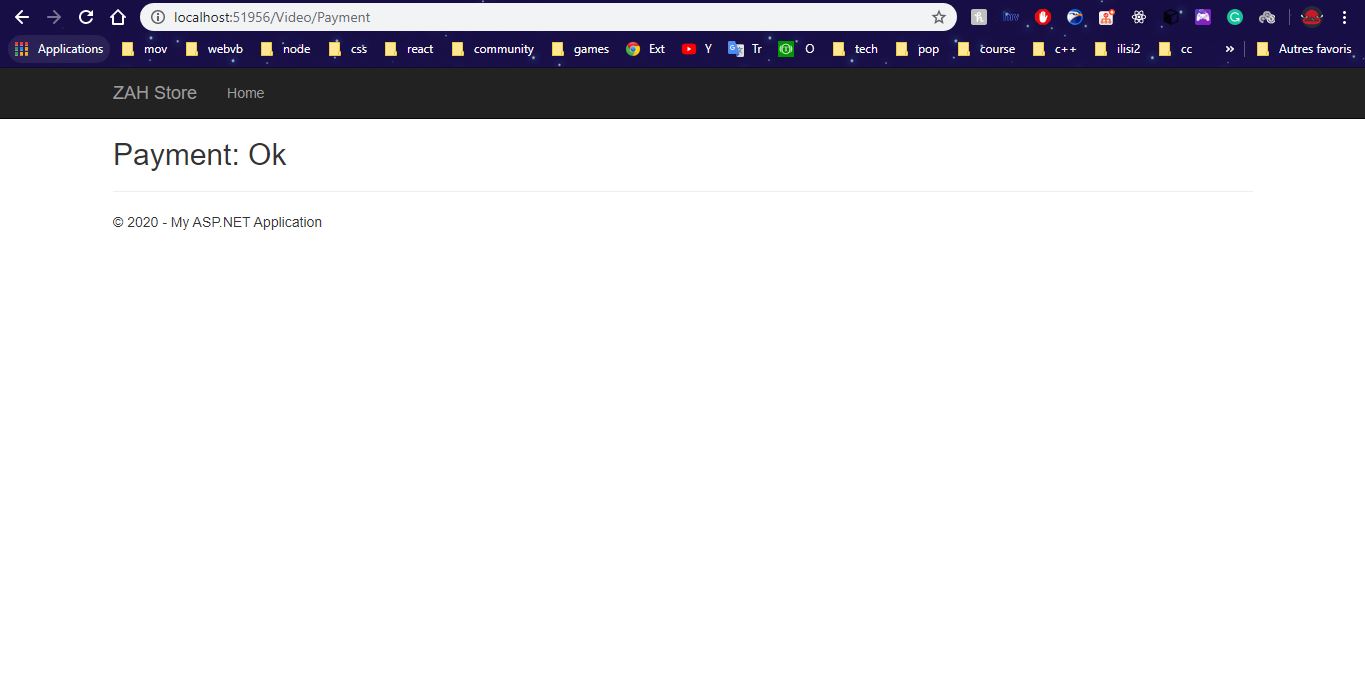 localhost:51956/Video/Payment
Applications mov webvb node css react community games Ext Y Tr O tech pop course c++ ilisi2 cc » Autres favoris
ZAH Store Home
Payment: Ok
© 2020 - My ASP.NET Application